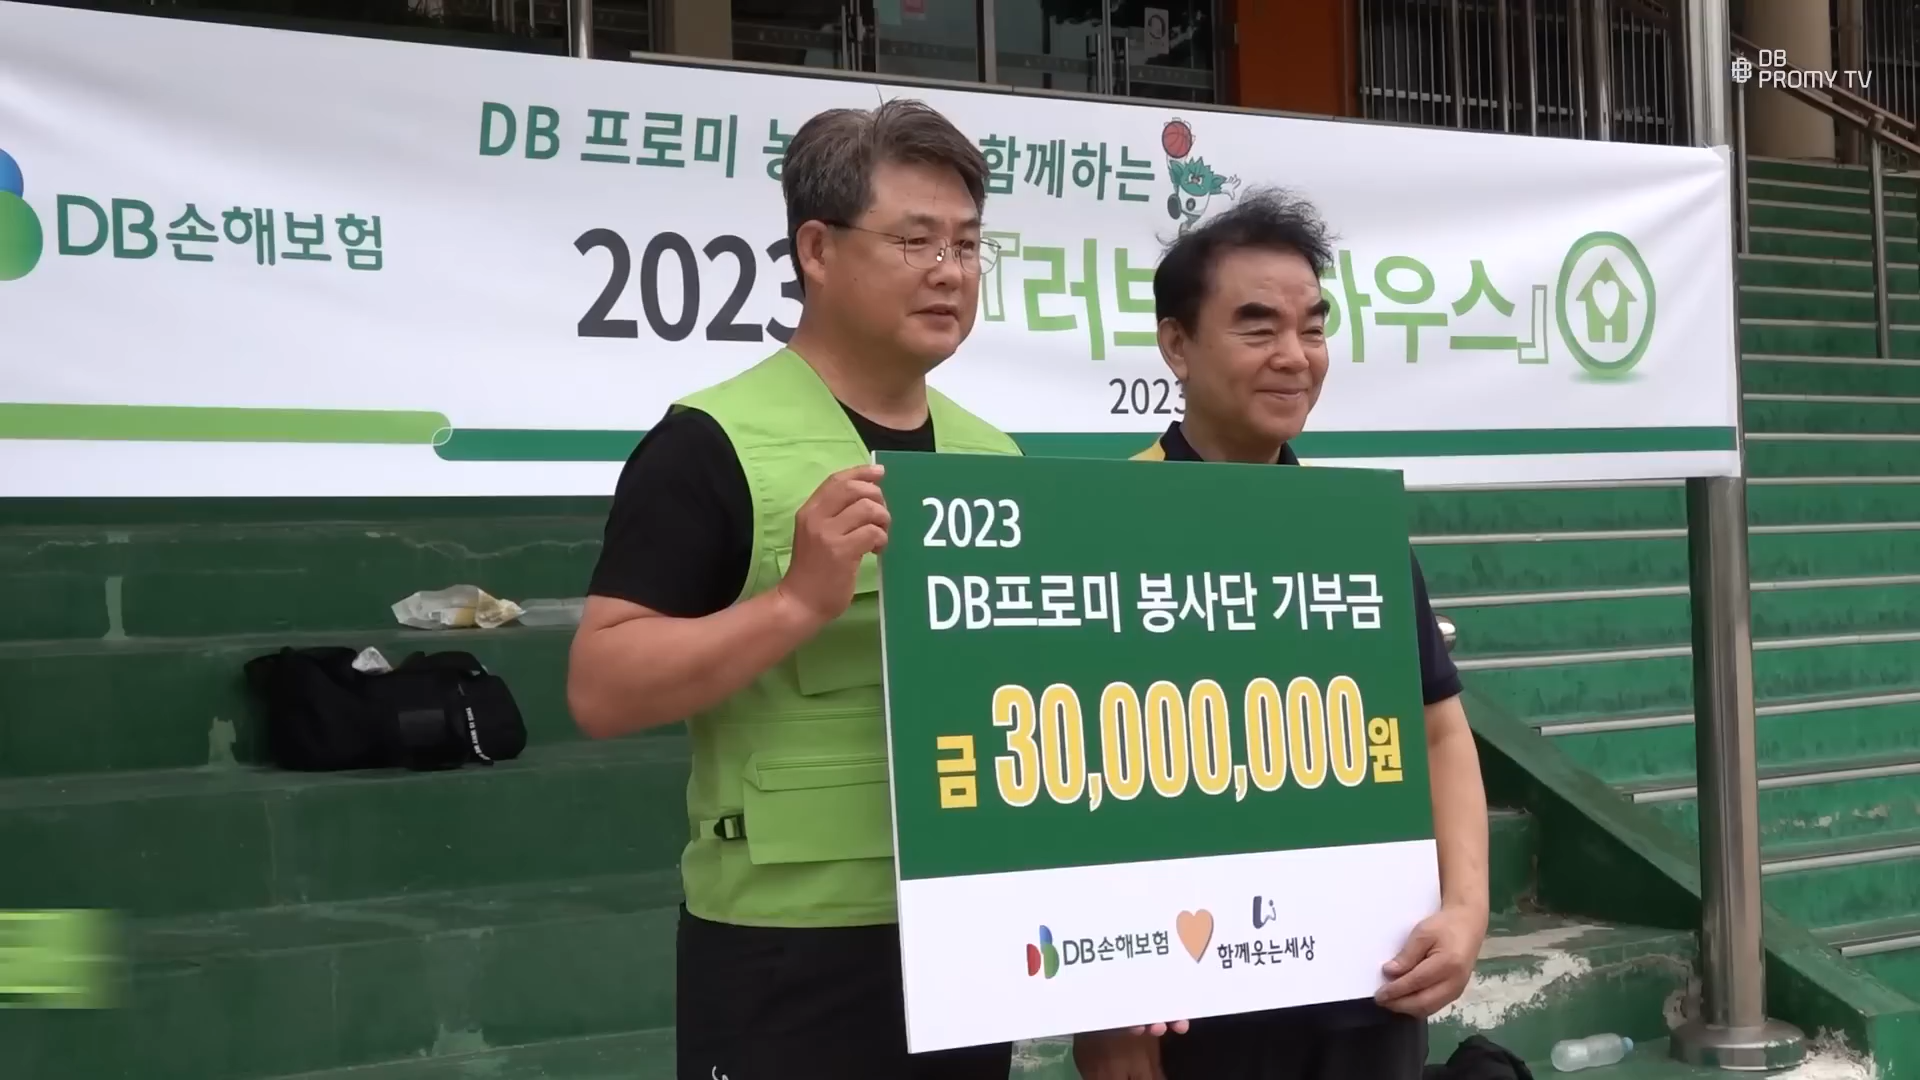 DB
PROMY TV
DB 프로미 함께하는
DB손해보험
2023 『러브 하우스』
2023
2023
DB프로미 봉사단 기부금
금 30,000,000원
DB손해보험
함께웃는세상